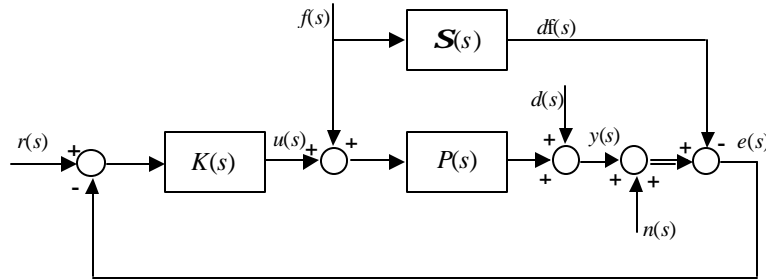 f(s)
S(s)
df(s)
d(s)
r(s)
+
-
K(s)
u(s)
+
+
P(s)
+
+
y(s)
+
+
n(s)
+
-
e(s)